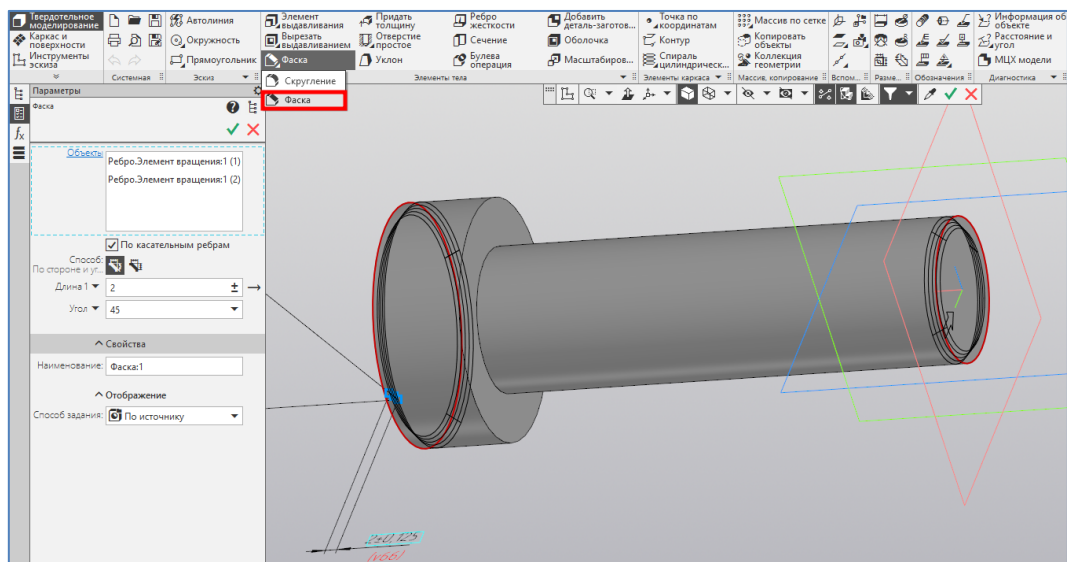 Твердотельное моделирование
Каркас и поверхности
Инструменты эскиза
Системная
Автолиния
Окружность
Прямоугольник
Эскиз
Элемент выдавливания
Вырезать выдавливанием
Фаска
Скругление
Фаска
Придать толщину
Отверстие простое
Уклон
Ребро жесткости
Сечение
Булева операция
Добавить деталь-заготов...
Оболочка
Масштабиров...
Элементы тела
Точка по координатам
Контур
Спираль цилиндрическ...
Элементы каркаса
Массив по сетке
Копировать объекты
Коллекция геометрии
Массив, копирование
Вспом...
Разме...
Обозначения
Информация об объекте
Расстояние и угол
МЦХ модели
Диагностика
Параметры
Фаска
Объекты
Ребро.Элемент вращения:1 (1)
Ребро.Элемент вращения:1 (2)
По касательным ребрам
Способ:
По стороне и уг...
Длина 1
2
Угол
45
Свойства
Наименование:
Фаска:1
Отображение
Способ задания:
По источнику
2±0,125
(v66)